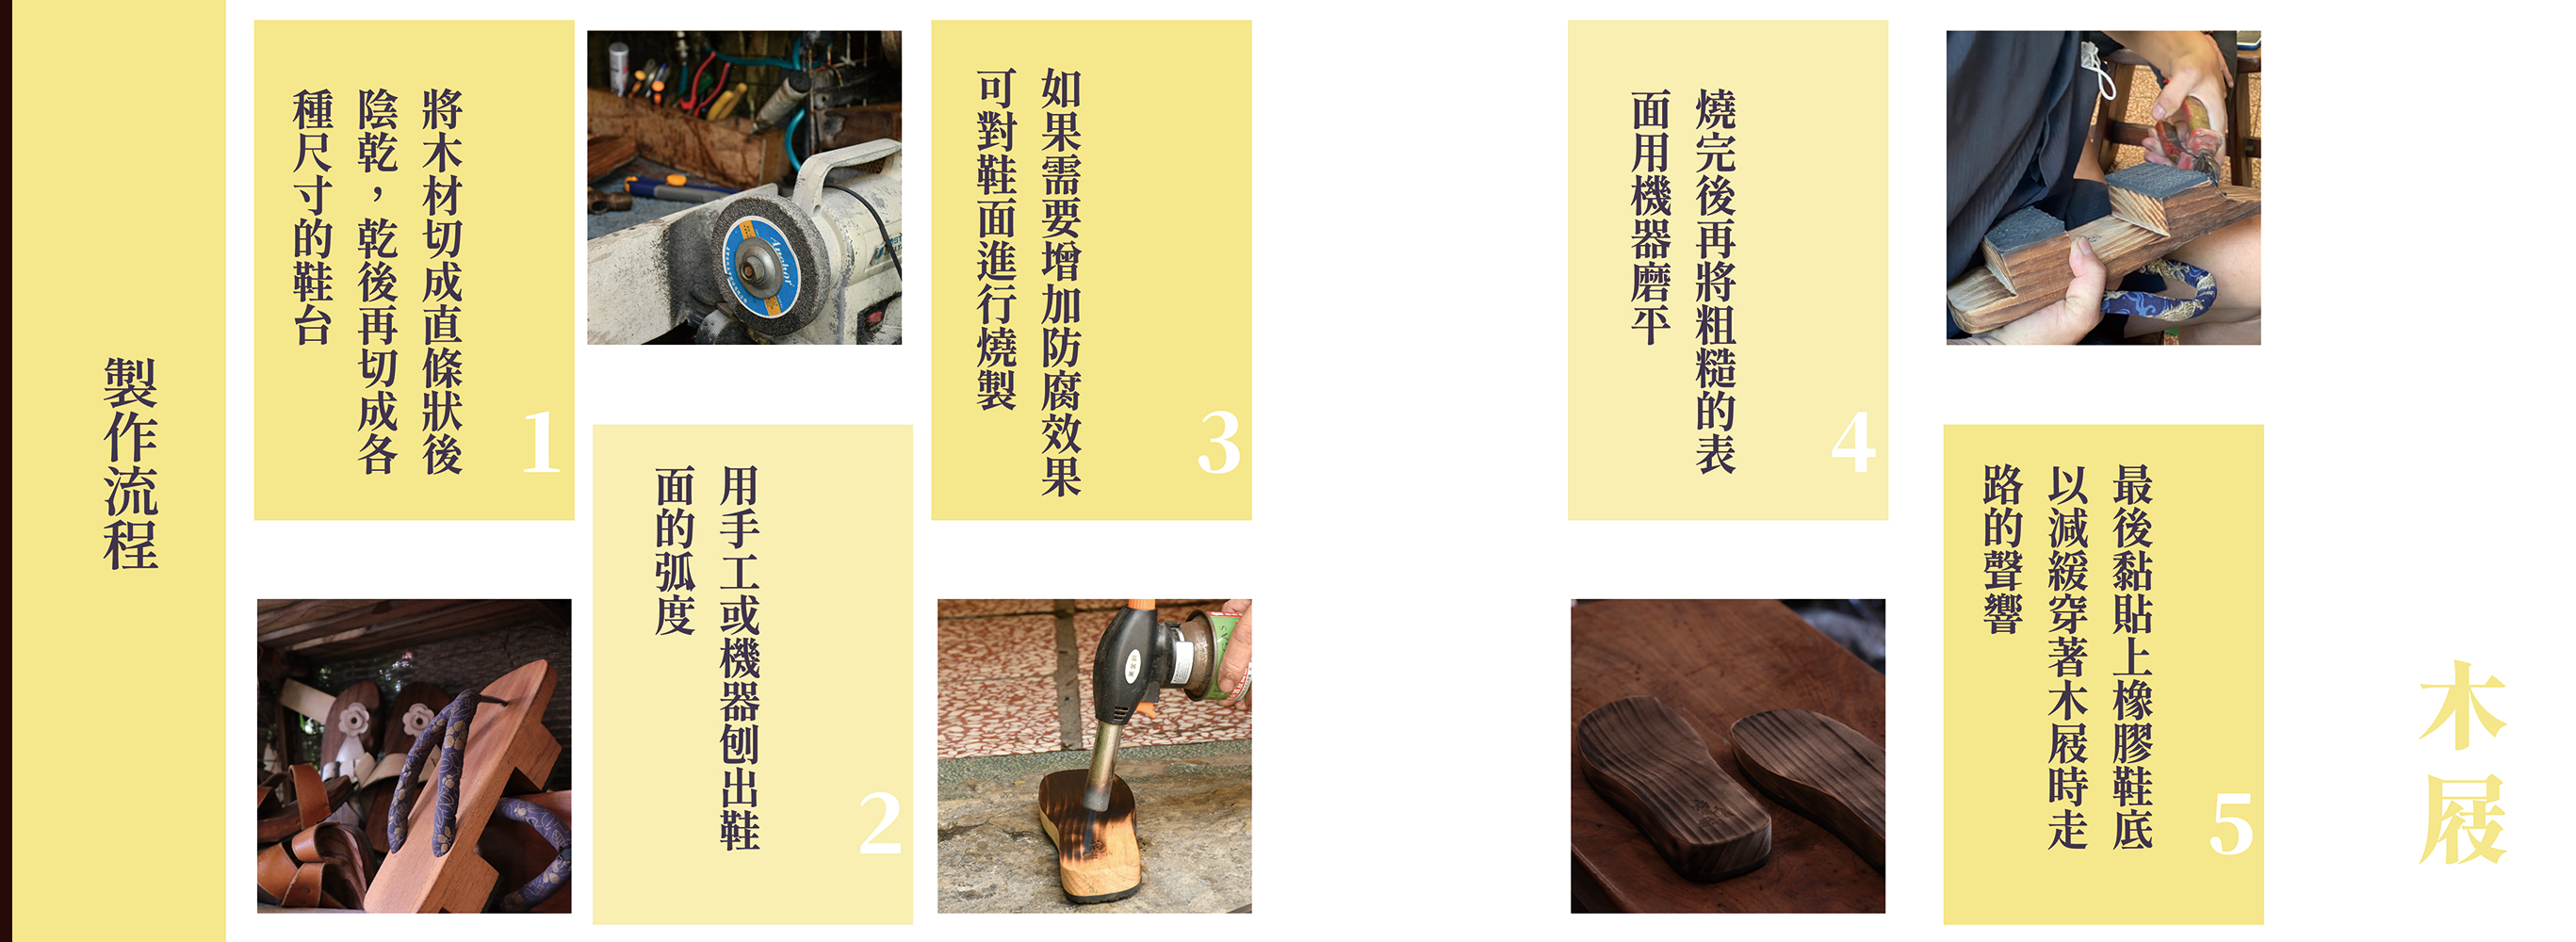 製作流程
將木材切成直條狀後
陰乾，乾後再切成各
種尺寸的鞋台
1
用手工或機器刨出鞋
面的弧度
2
如果需要增加防腐效果
可對鞋面進行燒製
3
燒完後再將粗糙的表
面用機器磨平
4
最後黏貼上橡膠鞋底
以減緩穿著木屐時走
路的聲響
5
木屐
Anchor